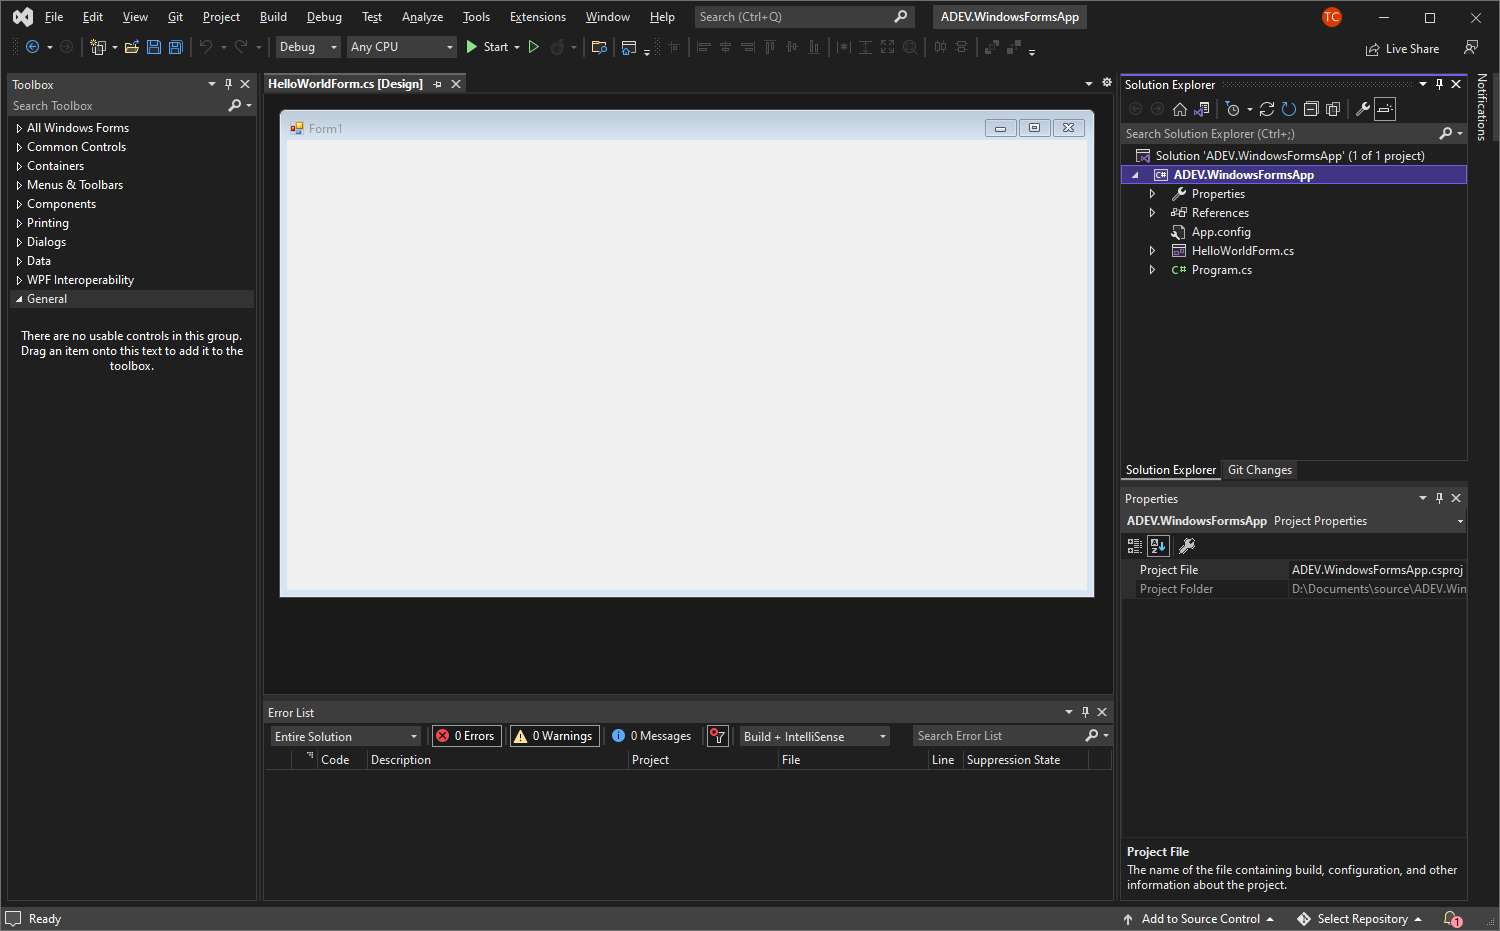 File Edit View Git Project Build Debug Test Analyze Tools Extensions Window Help Search (Ctrl+Q) ADEV.WindowsFormsApp TC
Debug Any CPU Start Live Share
Toolbox
Search Toolbox
All Windows Forms
Common Controls
Containers
Menus & Toolbars
Components
Printing
Dialogs
Data
WPF Interoperability
General
There are no usable controls in this group.
Drag an item onto this text to add it to the
toolbox.
HelloWorldForm.cs [Design]
Form1
Error List
Entire Solution 0 Errors 0 Warnings 0 Messages Build + IntelliSense Search Error List
Code Description Project File Line Suppression State
Solution Explorer
Search Solution Explorer (Ctrl+;)
Solution 'ADEV.WindowsFormsApp' (1 of 1 project)
C# ADEV.WindowsFormsApp
Properties
References
App.config
HelloWorldForm.cs
C# Program.cs
Solution Explorer Git Changes
Properties
ADEV.WindowsFormsApp Project Properties
Project File ADEV.WindowsFormsApp.csproj
Project Folder D:\Documents\source\ADEV.Win
Project File
The name of the file containing build, configuration, and other
information about the project.
Notifications
Ready Add to Source Control Select Repository 1